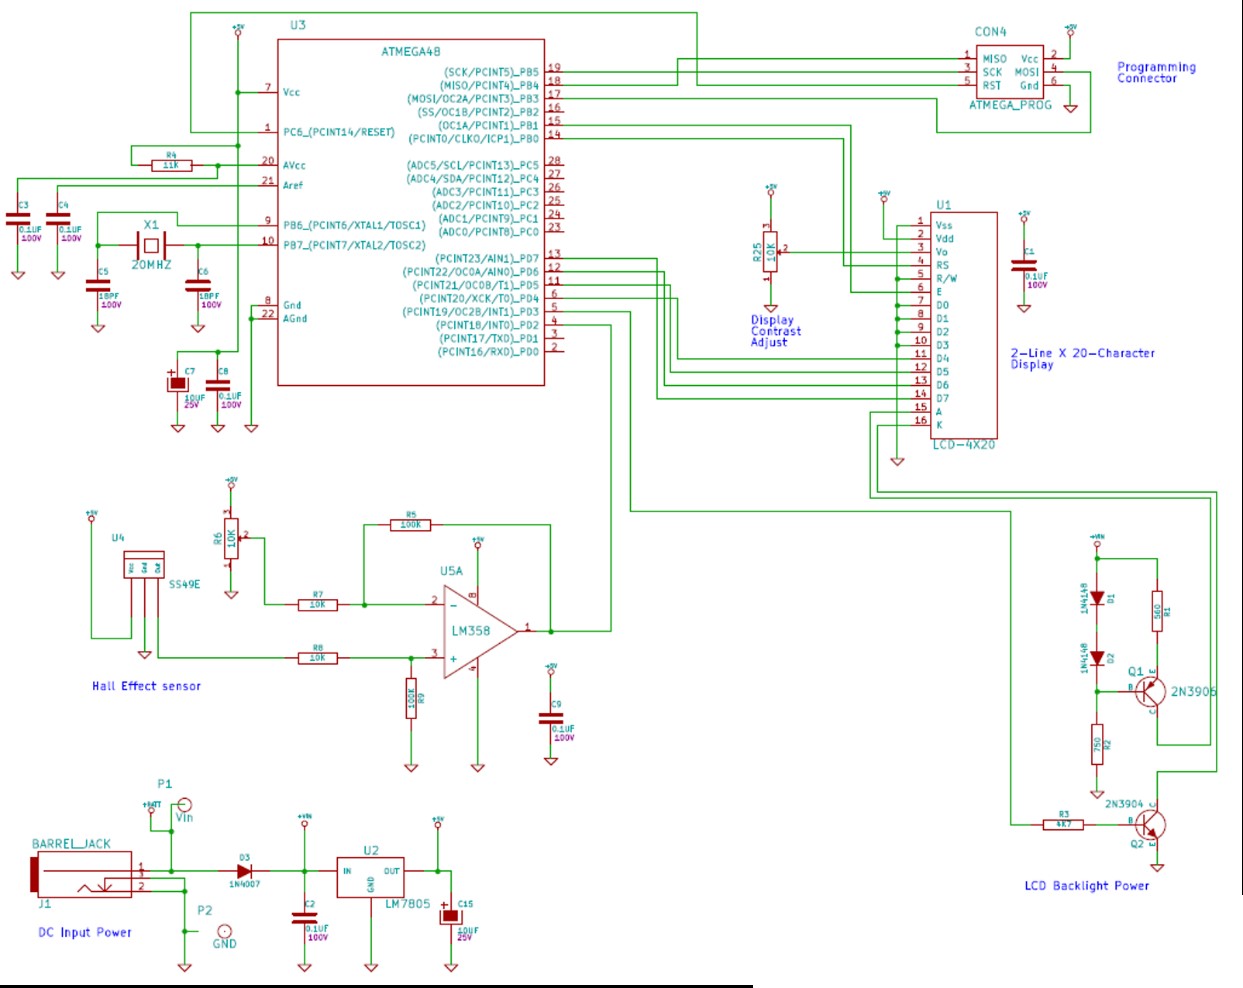 U3
+5V
ATMEGA48
7
Vcc
1
PC6_(PCINT14/RESET)
R4
11K
20
AVcc
21
Aref
9
PB6_(PCINT6/XTAL1/TOSC1)
10
PB7_(PCINT7/XTAL2/TOSC2)
8
Gnd
22
AGnd
(SCK/PCINT5)_PB5 19
(MISO/PCINT4)_PB4 18
(MOSI/OC2A/PCINT3)_PB3 17
(SS/OC1B/PCINT2)_PB2 16
(OC1A/PCINT1)_PB1 15
(PCINT0/CLKO/ICP1)_PB0 14
(ADC5/SCL/PCINT13)_PC5 28
(ADC4/SDA/PCINT12)_PC4 27
(ADC3/PCINT11)_PC3 26
(ADC2/PCINT10)_PC2 25
(ADC1/PCINT9)_PC1 24
(ADC0/PCINT8)_PC0 23
(PCINT23/AIN1)_PD7 13
(PCINT22/OC0A/AIN0)_PD6 12
(PCINT21/OC0B/T1)_PD5 11
(PCINT20/XCK/T0)_PD4 6
(PCINT19/OC2B/INT1)_PD3 5
(PCINT18/INT0)_PD2 4
(PCINT17/TXD)_PD1 3
(PCINT16/RXD)_PD0 2
C3
0.1UF
100V
C4
0.1UF
100V
X1
20MHZ
C5
18PF
100V
C6
18PF
100V
C7
10UF
25V
C8
0.1UF
100V
CON4
+5V
1 MISO Vcc 2
3 SCK MOSI 4
5 RST Gnd 6
ATMEGA_PROG
Programming
Connector
+5V
R25
10K
3
2
1
Display
Contrast
Adjust
+5V
U1
1 Vss
2 Vdd
3 Vo
4 RS
5 R/W
6 E
7 D0
8 D1
9 D2
10 D3
11 D4
12 D5
13 D6
14 D7
15 A
16 K
LCD-4X20
+5V
C1
0.1UF
100V
2-Line X 20-Character
Display
+5V
U4
Vcc
Gnd
Out
SS49E
Hall Effect sensor
+5V
R6
10K
3
2
1
R5
100K
R7
10K
R8
10K
R9
100K
+5V
U5A
LM358
2
-
3
+
8
4
1
+5V
C9
0.1UF
100V
+VIN
1N4148
D1
1N4148
D2
560
R1
Q1
2N3906
E
B
C
750
R2
2N3904
Q2
C
B
E
R3
4K7
LCD Backlight Power
P1
+BATT
Vin
BARREL_JACK
1
3
2
J1
DC Input Power
P2
GND
D3
1N4007
+VIN
C2
0.1UF
100V
U2
IN
OUT
GND
LM7805
+5V
C15
10UF
25V